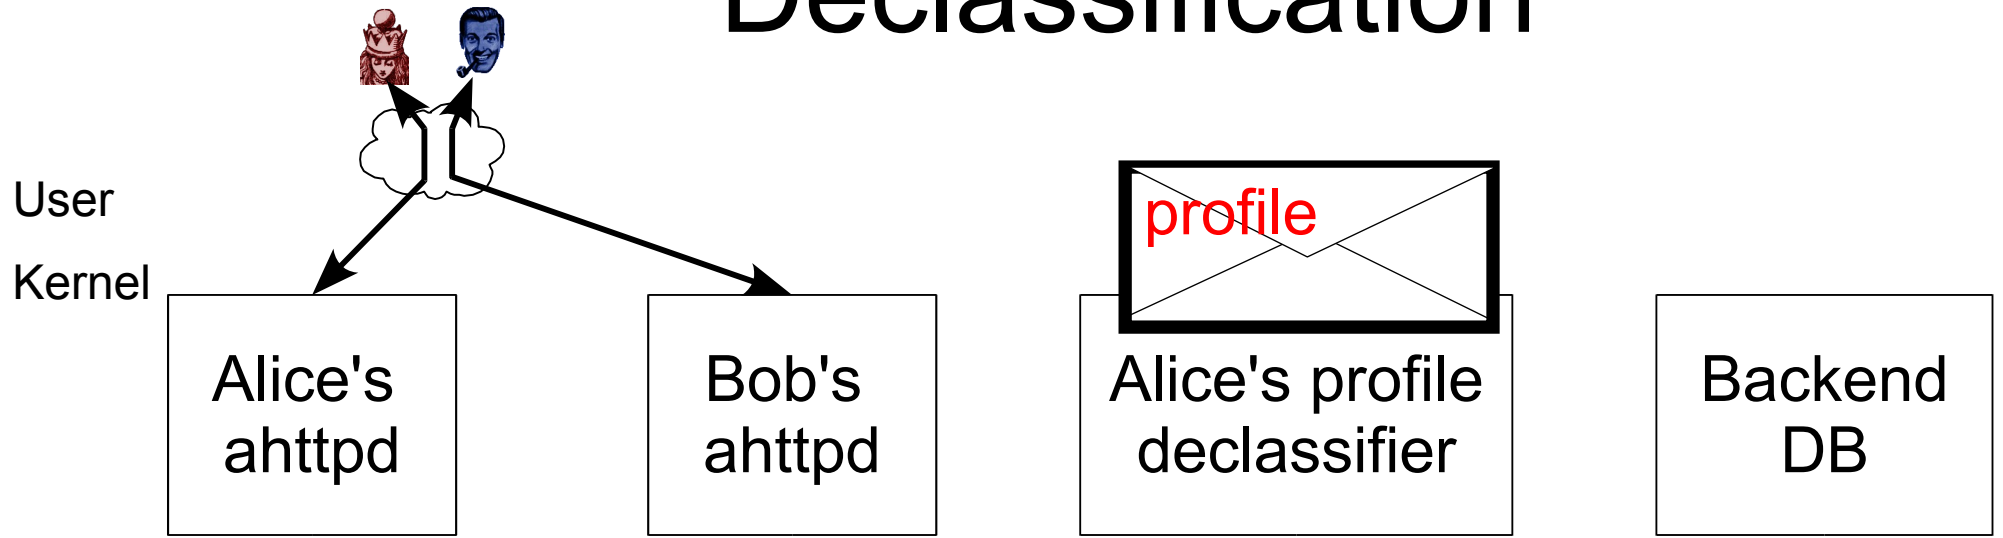 Declassification
User
Kernel
profile
Alice's
ahttpd
Bob's
ahttpd
Alice's profile
declassifier
Backend
DB